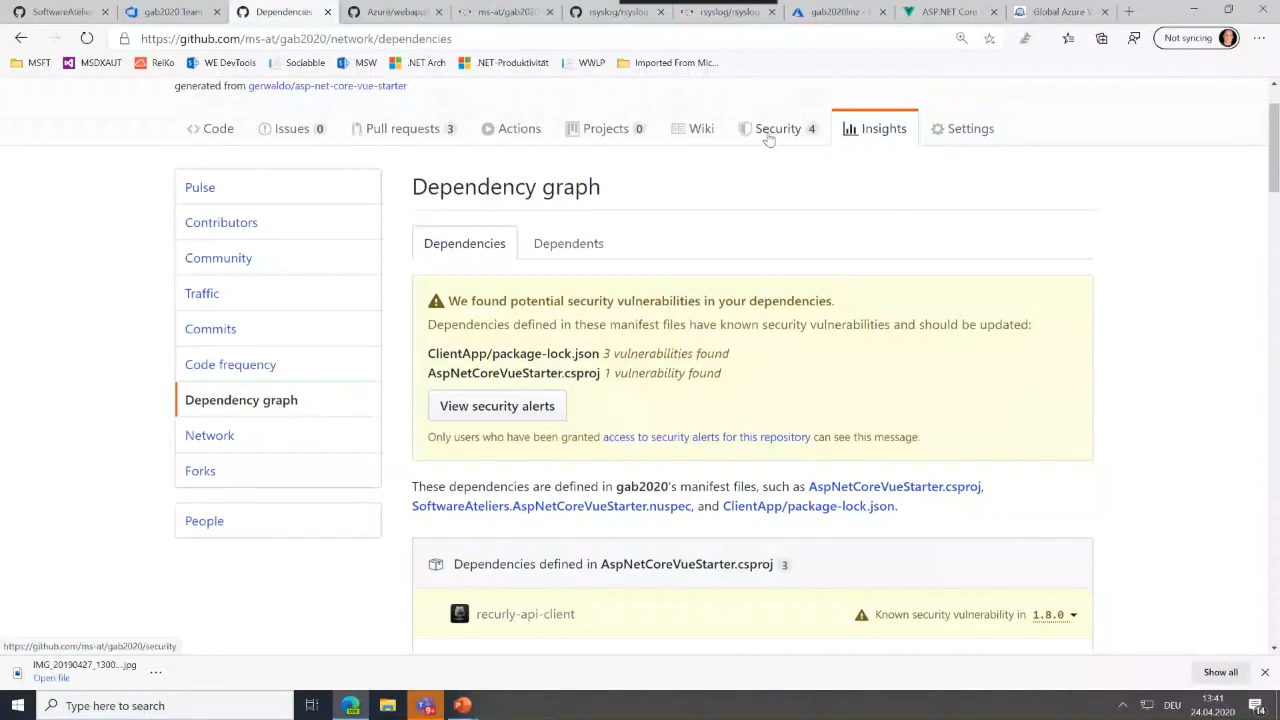 SoftwareAtelie
gab2020 Team
Dependencies
Azure/webapp
ms-at/gab20
rsyslog/rsyslo
rsyslog/rsyslo
gab2020linz -
ASP.NET Core
Global Azure V
https://github.com/ms-at/gab2020/network/dependencies
Not syncing
MSFT
MSDXAUT
ReiKo
WE DevTools
Sociabble
MSW
.NET Arch
.NET-Produktivität
WWLP
Imported From Mic...
generated from gerwaldo/asp-net-core-vue-starter
Code
Issues 0
Pull requests 3
Actions
Projects 0
Wiki
Security 4
Insights
Settings
Pulse
Contributors
Community
Traffic
Commits
Code frequency
Dependency graph
Network
Forks
People
Dependency graph
Dependencies
Dependents
We found potential security vulnerabilities in your dependencies.
Dependencies defined in these manifest files have known security vulnerabilities and should be updated:
ClientApp/package-lock.json 3 vulnerabilities found
AspNetCoreVueStarter.csproj 1 vulnerability found
View security alerts
Only users who have been granted access to security alerts for this repository can see this message.
These dependencies are defined in gab2020's manifest files, such as AspNetCoreVueStarter.csproj,
SoftwareAteliers.AspNetCoreVueStarter.nuspec, and ClientApp/package-lock.json.
Dependencies defined in AspNetCoreVueStarter.csproj 3
recurly-api-client
Known security vulnerability in 1.8.0
https://github.com/ms-at/gab2020/security
IMG_20190427_1300....jpg
Open file
Show all
Type here to search
9+
DEU
13:41
24.04.2020
14